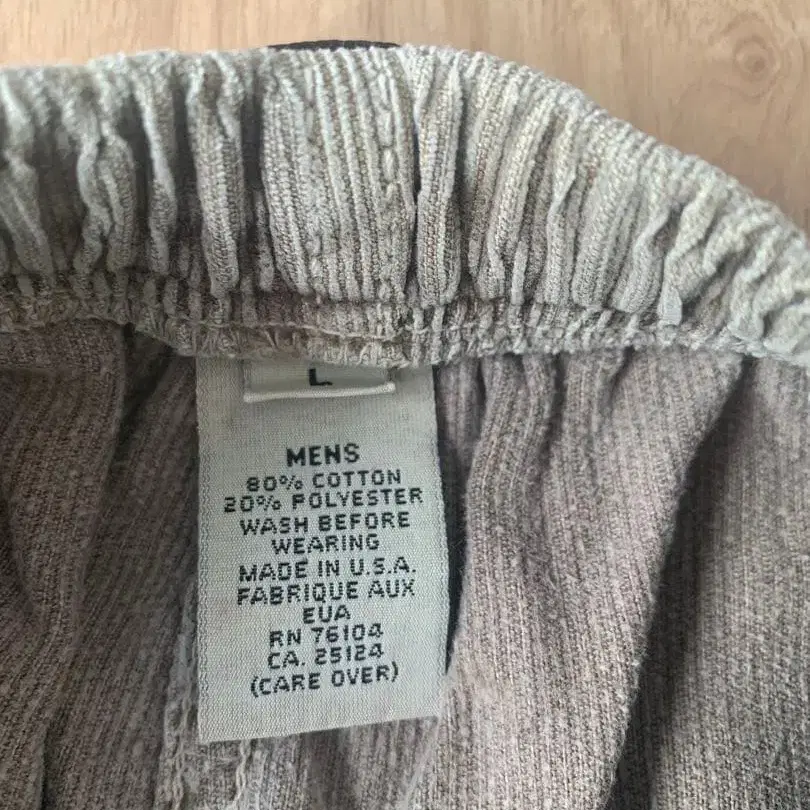 L
MENS
80% COTTON
20% POLYESTER
WASH BEFORE
WEARING
MADE IN U.S.A.
FABRIQUE AUX
EUA
RN 76104
CA. 25124
(CARE OVER)